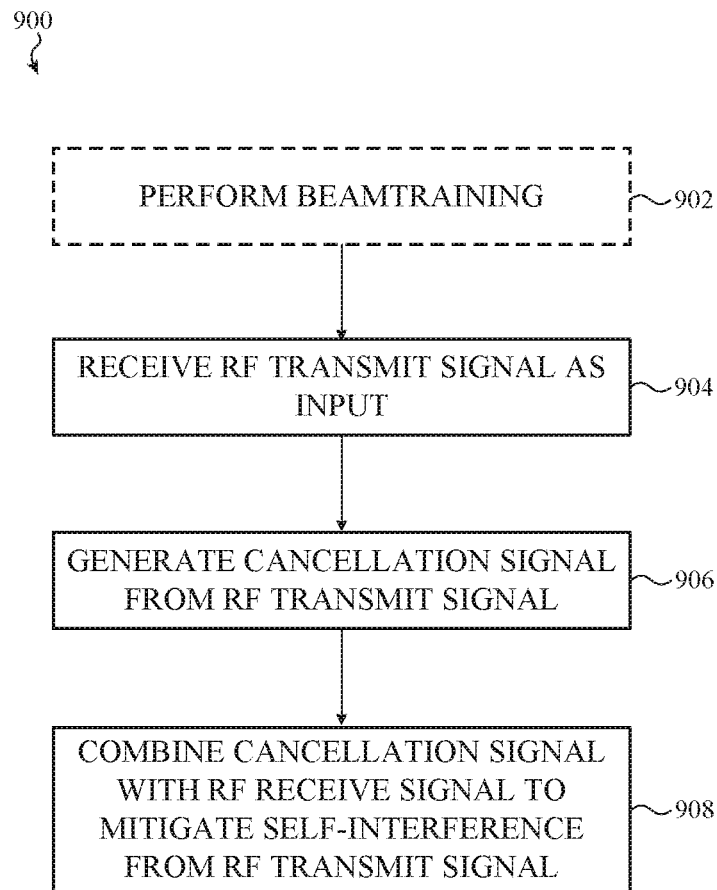 900
PERFORM BEAMTRAINING
902
RECEIVE RF TRANSMIT SIGNAL AS
INPUT
904
GENERATE CANCELLATION SIGNAL
FROM RF TRANSMIT SIGNAL
906
COMBINE CANCELLATION SIGNAL
WITH RF RECEIVE SIGNAL TO
MITIGATE SELF-INTERFERENCE
FROM RF TRANSMIT SIGNAL
908